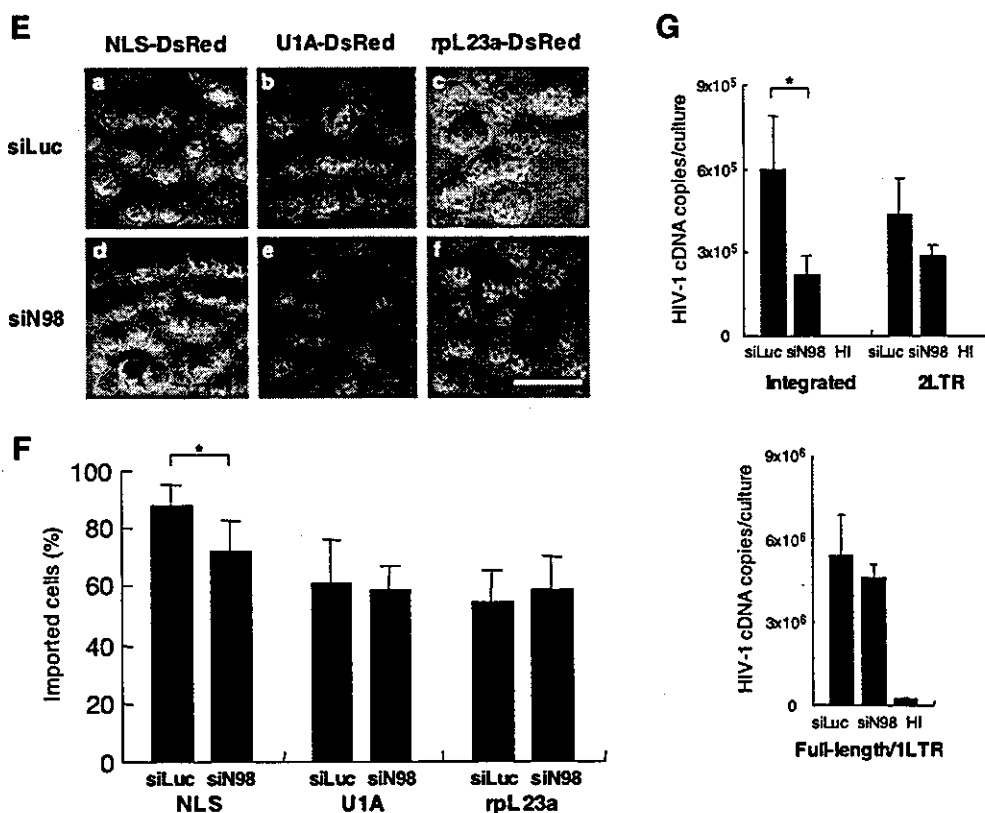 E
NLS-DsRed U1A-DsRed rpL23a-DsRed
siLuc
a b c
siN98
d e f
F
Imported cells (%)
100
80
60
40
20
0
*
siLuc siN98 siLuc siN98 siLuc siN98
NLS U1A rpL23a
G
HIV-1 cDNA copies/culture
9x10⁵
6x10⁵
3x10⁵
0
*
siLuc siN98 HI siLuc siN98 HI
Integrated 2LTR
HIV-1 cDNA copies/culture
9x10⁶
6x10⁶
3x10⁶
0
siLuc siN98 HI
Full-length/1LTR